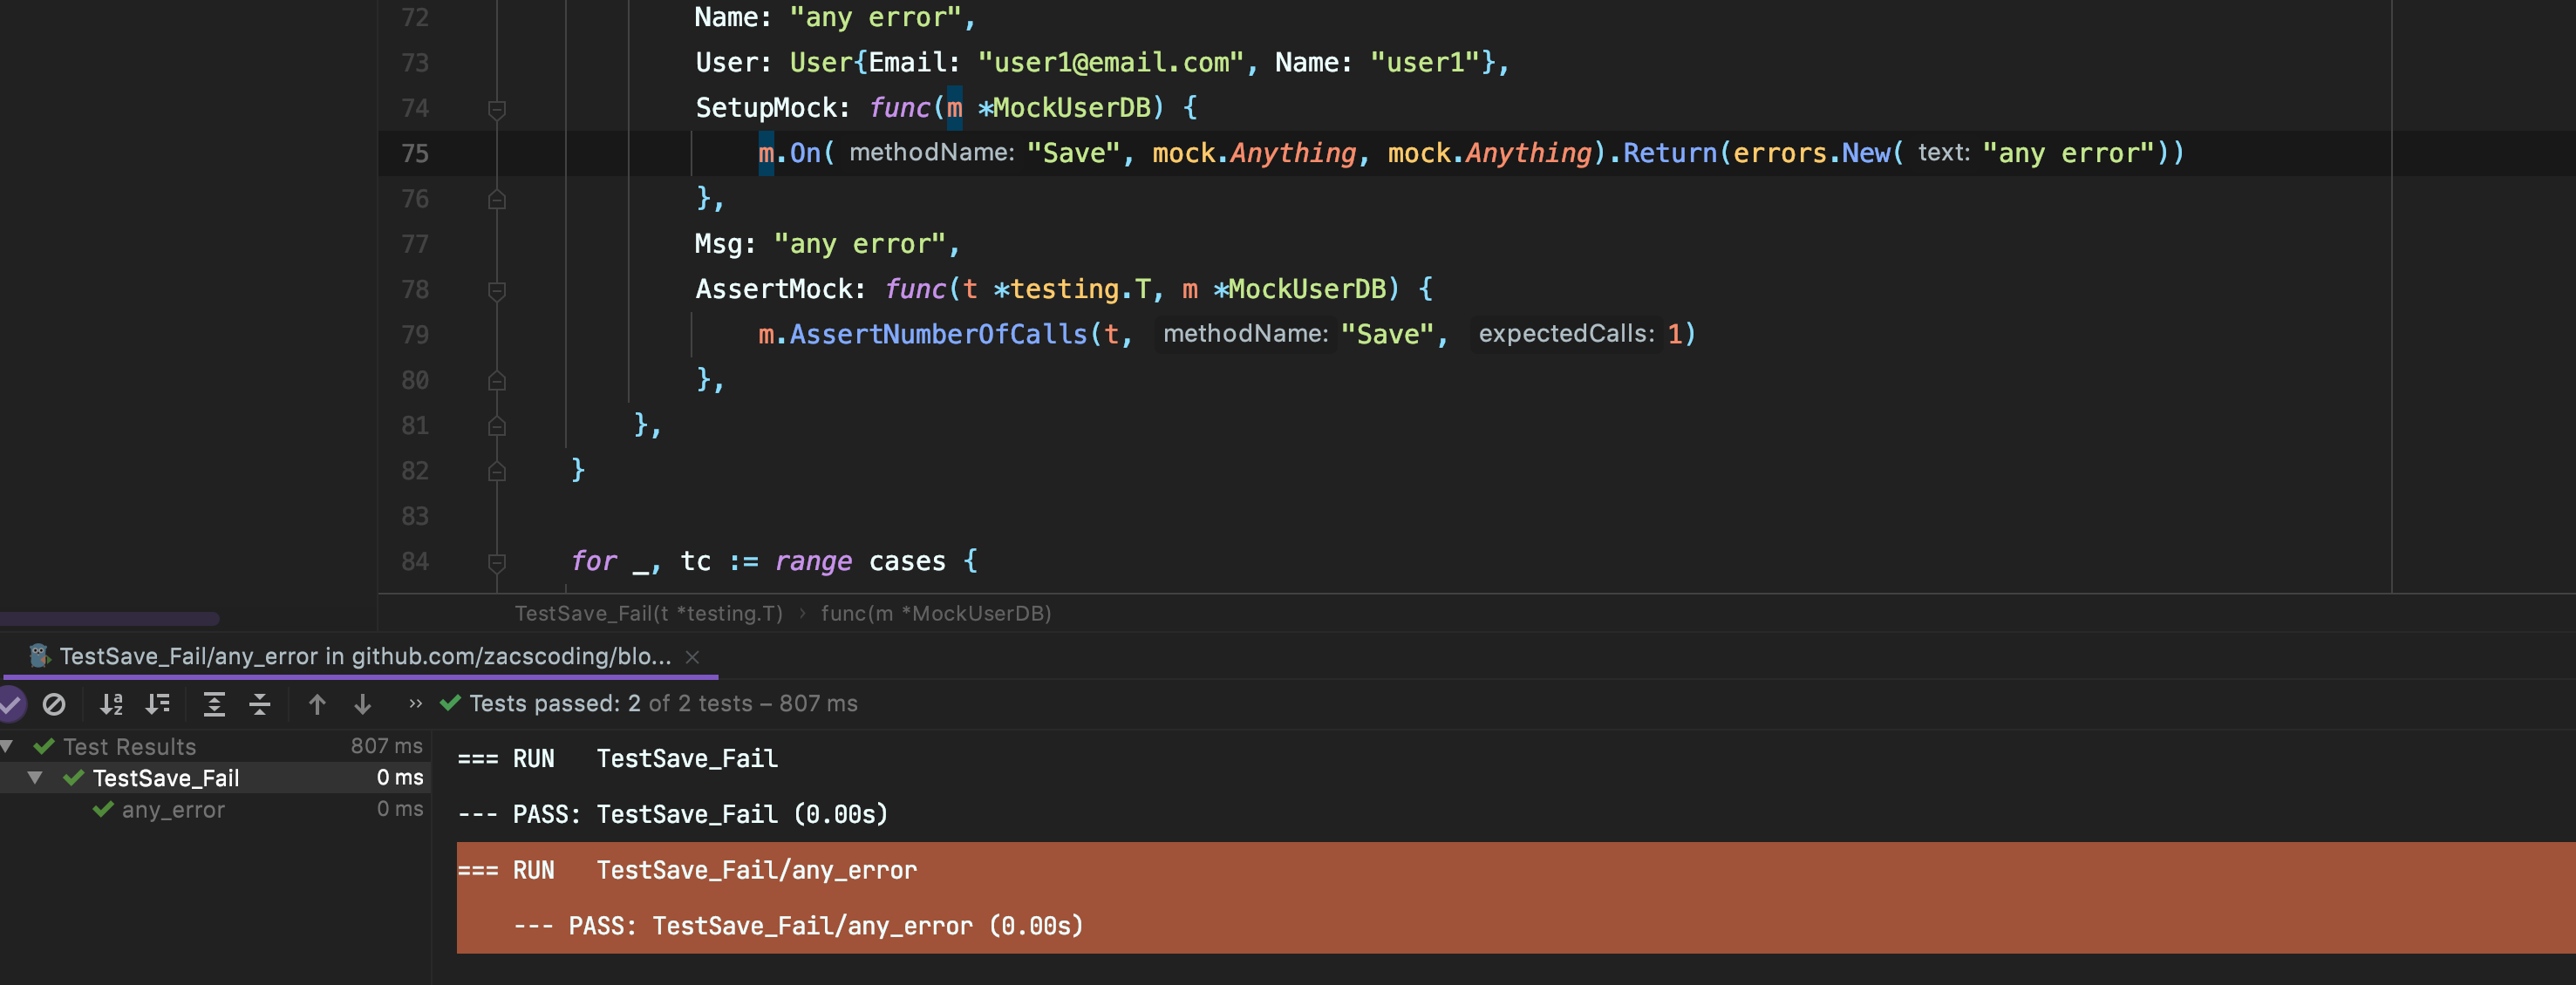 72 Name: "any error",
73 User: User{Email: "user1@email.com", Name: "user1"},
74 SetupMock: func(m *MockUserDB) {
75 m.On( methodName: "Save", mock.Anything, mock.Anything).Return(errors.New( text: "any error"))
76 },
77 Msg: "any error",
78 AssertMock: func(t *testing.T, m *MockUserDB) {
79 m.AssertNumberOfCalls(t, methodName: "Save", expectedCalls: 1)
80 },
81 },
82 }
83
84 for _, tc := range cases {
TestSave_Fail(t *testing.T) › func(m *MockUserDB)
TestSave_Fail/any_error in github.com/zacscoding/blo... ×
» Tests passed: 2 of 2 tests – 807 ms
Test Results 807 ms
TestSave_Fail 0 ms
any_error 0 ms
=== RUN TestSave_Fail
--- PASS: TestSave_Fail (0.00s)
=== RUN TestSave_Fail/any_error
--- PASS: TestSave_Fail/any_error (0.00s)